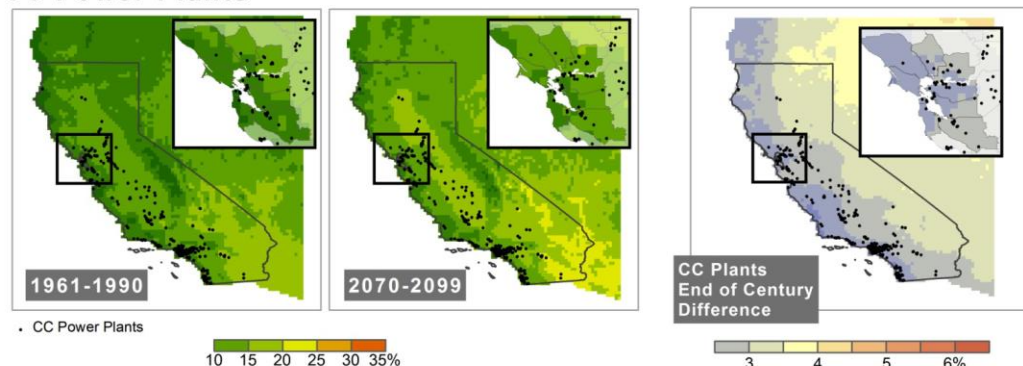 1961-1990
2070-2099
CC Plants
End of Century
Difference
CC Power Plants
10 15 20 25 30 35%
3 4 5 6%